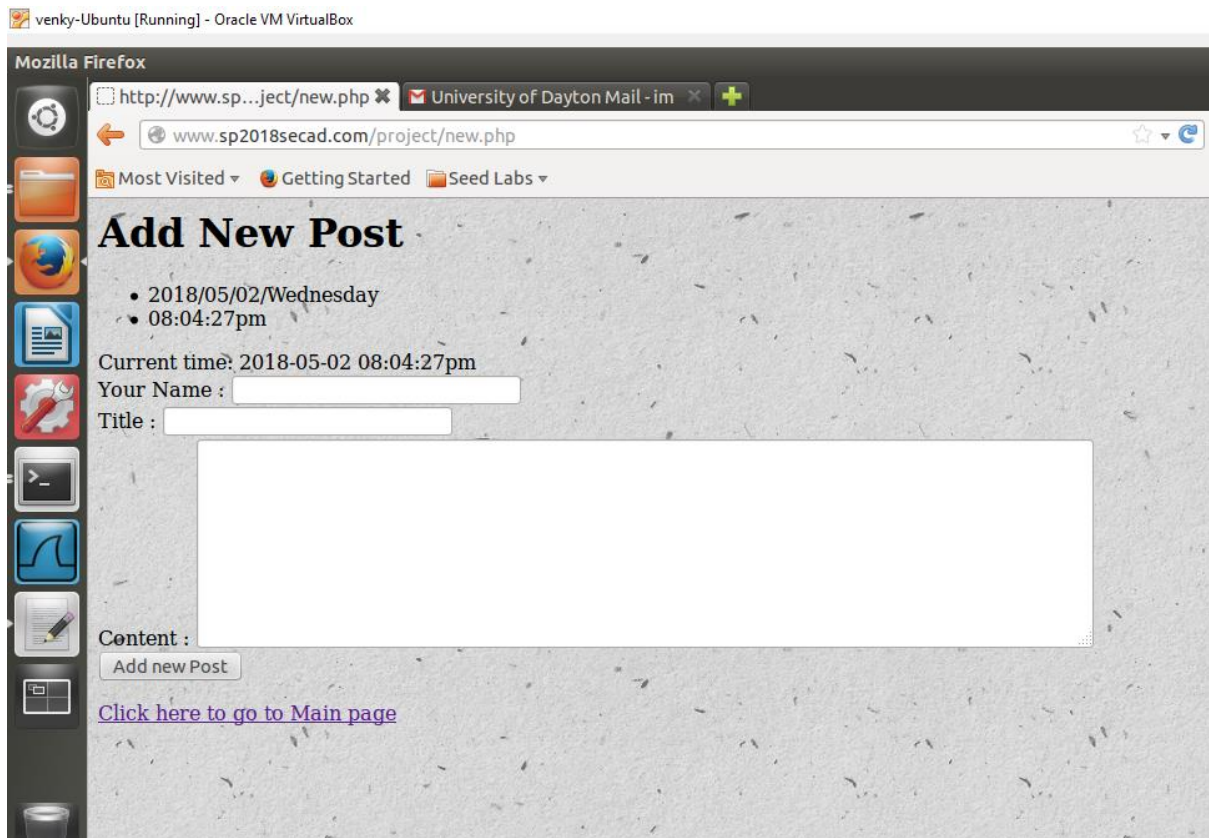 venky-Ubuntu [Running] - Oracle VM VirtualBox
Mozilla Firefox
http://www.sp...ject/new.php
University of Dayton Mail - im
www.sp2018secad.com/project/new.php
Most Visited
Getting Started
Seed Labs
Add New Post
2018/05/02/Wednesday
08:04:27pm
Current time: 2018-05-02 08:04:27pm
Your Name :
Title :
Content :
Add new Post
Click here to go to Main page